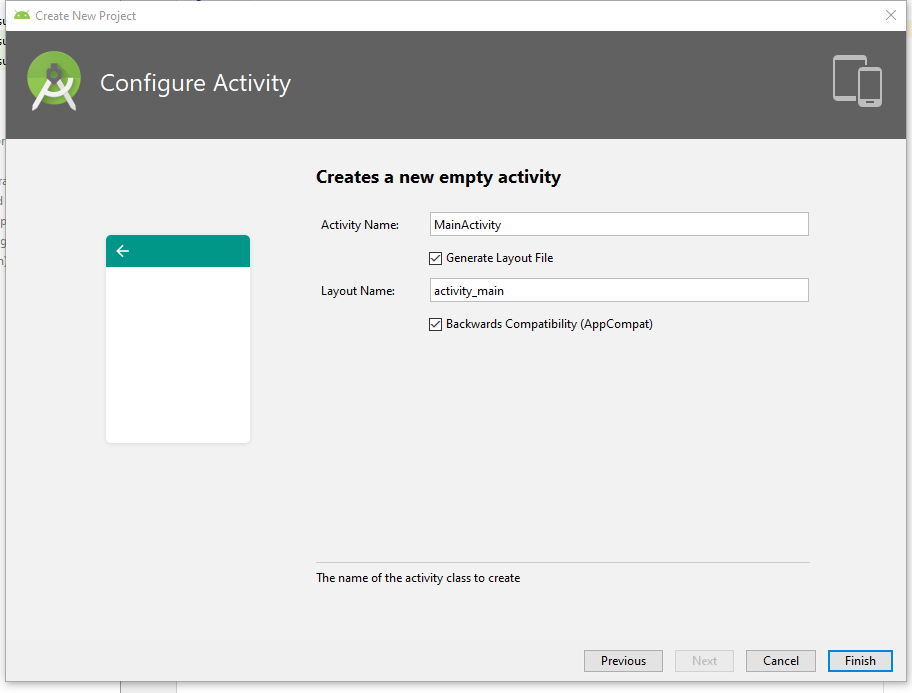 Create New Project
Configure Activity
Creates a new empty activity
Activity Name: MainActivity
Generate Layout File
Layout Name: activity_main
Backwards Compatibility (AppCompat)
The name of the activity class to create
Previous Next Cancel Finish